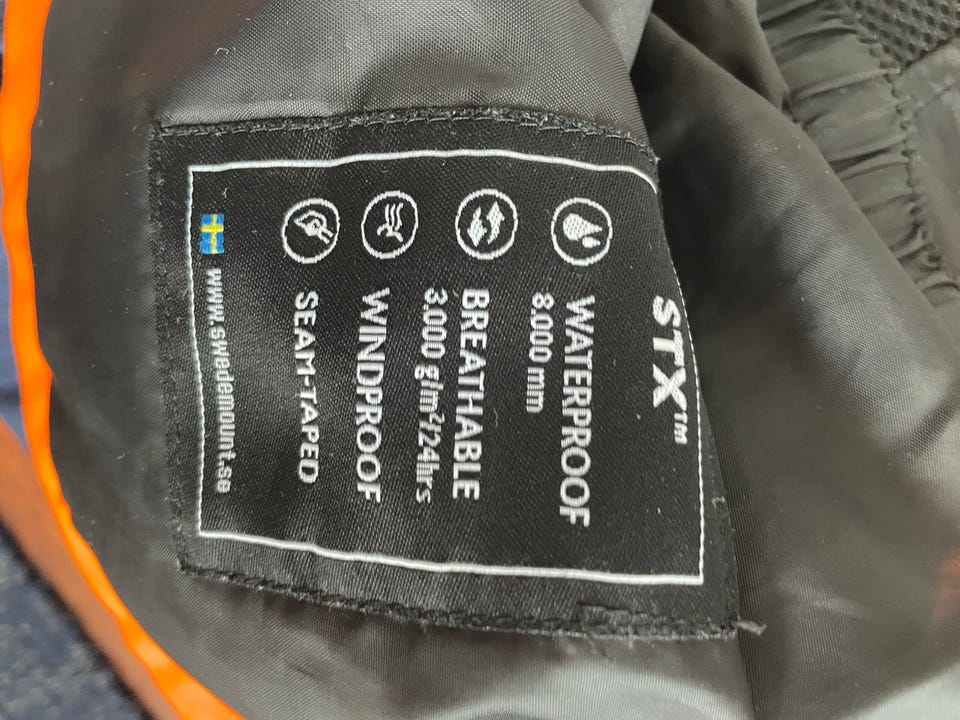 STX™
WATERPROOF
8.000 mm
BREATHABLE
3.000 g/m²/24hrs
WINDPROOF
SEAM-TAPED
www.swedemount.se